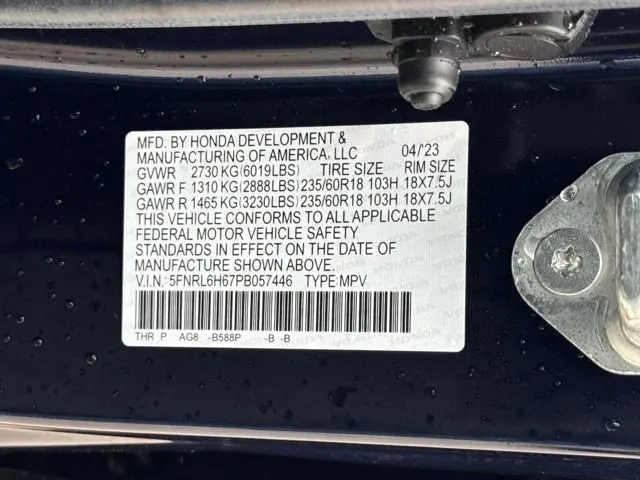 MFD. BY HONDA DEVELOPMENT &
MANUFACTURING OF AMERICA, LLC 04/'23
GVWR 2730 KG(6019LBS) TIRE SIZE RIM SIZE
GAWR F 1310 KG(2888LBS) 235/60R18 103H 18X7.5J
GAWR R 1465 KG(3230LBS) 235/60R18 103H 18X7.5J
THIS VEHICLE CONFORMS TO ALL APPLICABLE
FEDERAL MOTOR VEHICLE SAFETY
STANDARDS IN EFFECT ON THE DATE OF
MANUFACTURE SHOWN ABOVE.
V.I.N.: 5FNRL6H67PB057446 TYPE:MPV
THR P AG8 -B588P -B -B